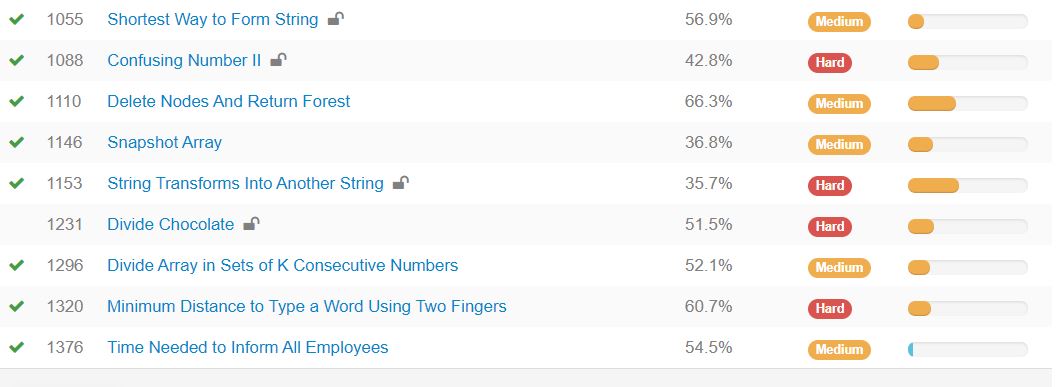 1055 Shortest Way to Form String 56.9% Medium
1088 Confusing Number II 42.8% Hard
1110 Delete Nodes And Return Forest 66.3% Medium
1146 Snapshot Array 36.8% Medium
1153 String Transforms Into Another String 35.7% Hard
1231 Divide Chocolate 51.5% Hard
1296 Divide Array in Sets of K Consecutive Numbers 52.1% Medium
1320 Minimum Distance to Type a Word Using Two Fingers 60.7% Hard
1376 Time Needed to Inform All Employees 54.5% Medium